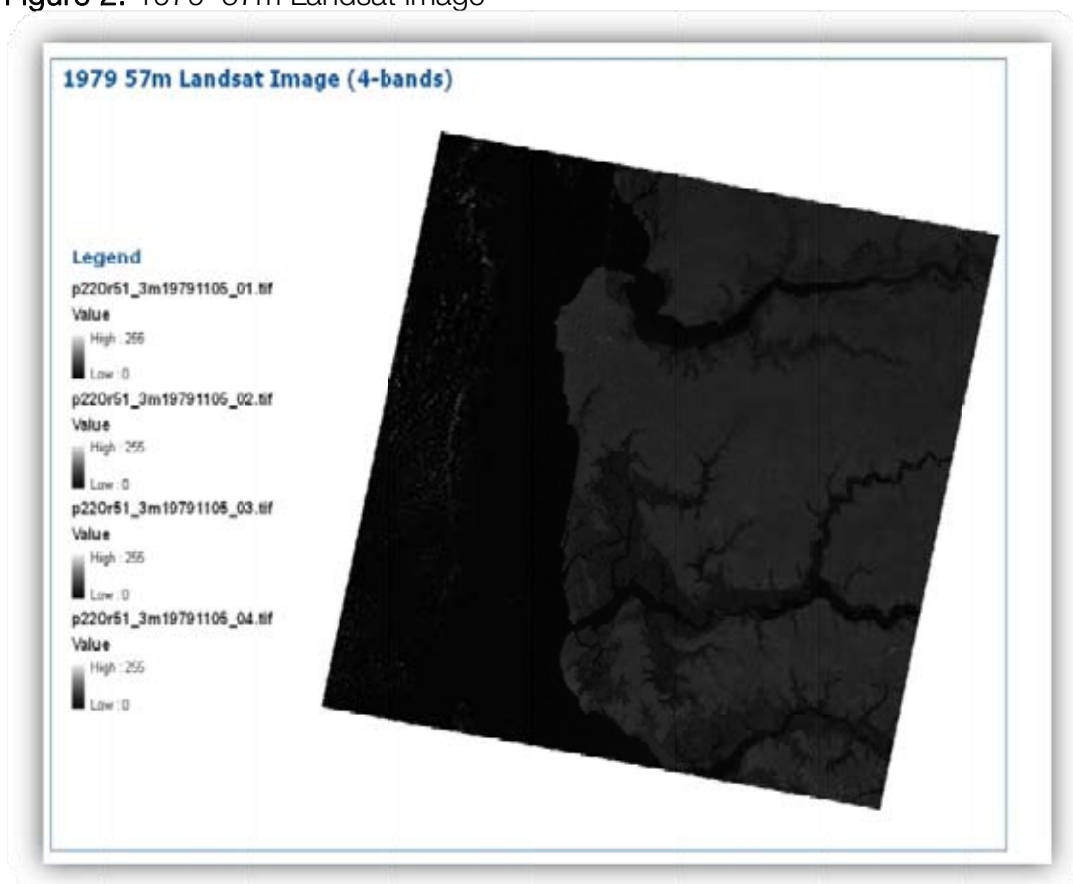 Figure 2: 1979 57m Landsat Image
1979 57m Landsat Image (4-bands)
Legend
p220r51_3m19791105_01.tif
Value
High : 255
Low : 0
p220r51_3m19791105_02.tif
Value
High : 255
Low : 0
p220r51_3m19791105_03.tif
Value
High : 255
Low : 0
p220r51_3m19791105_04.tif
Value
High : 255
Low : 0